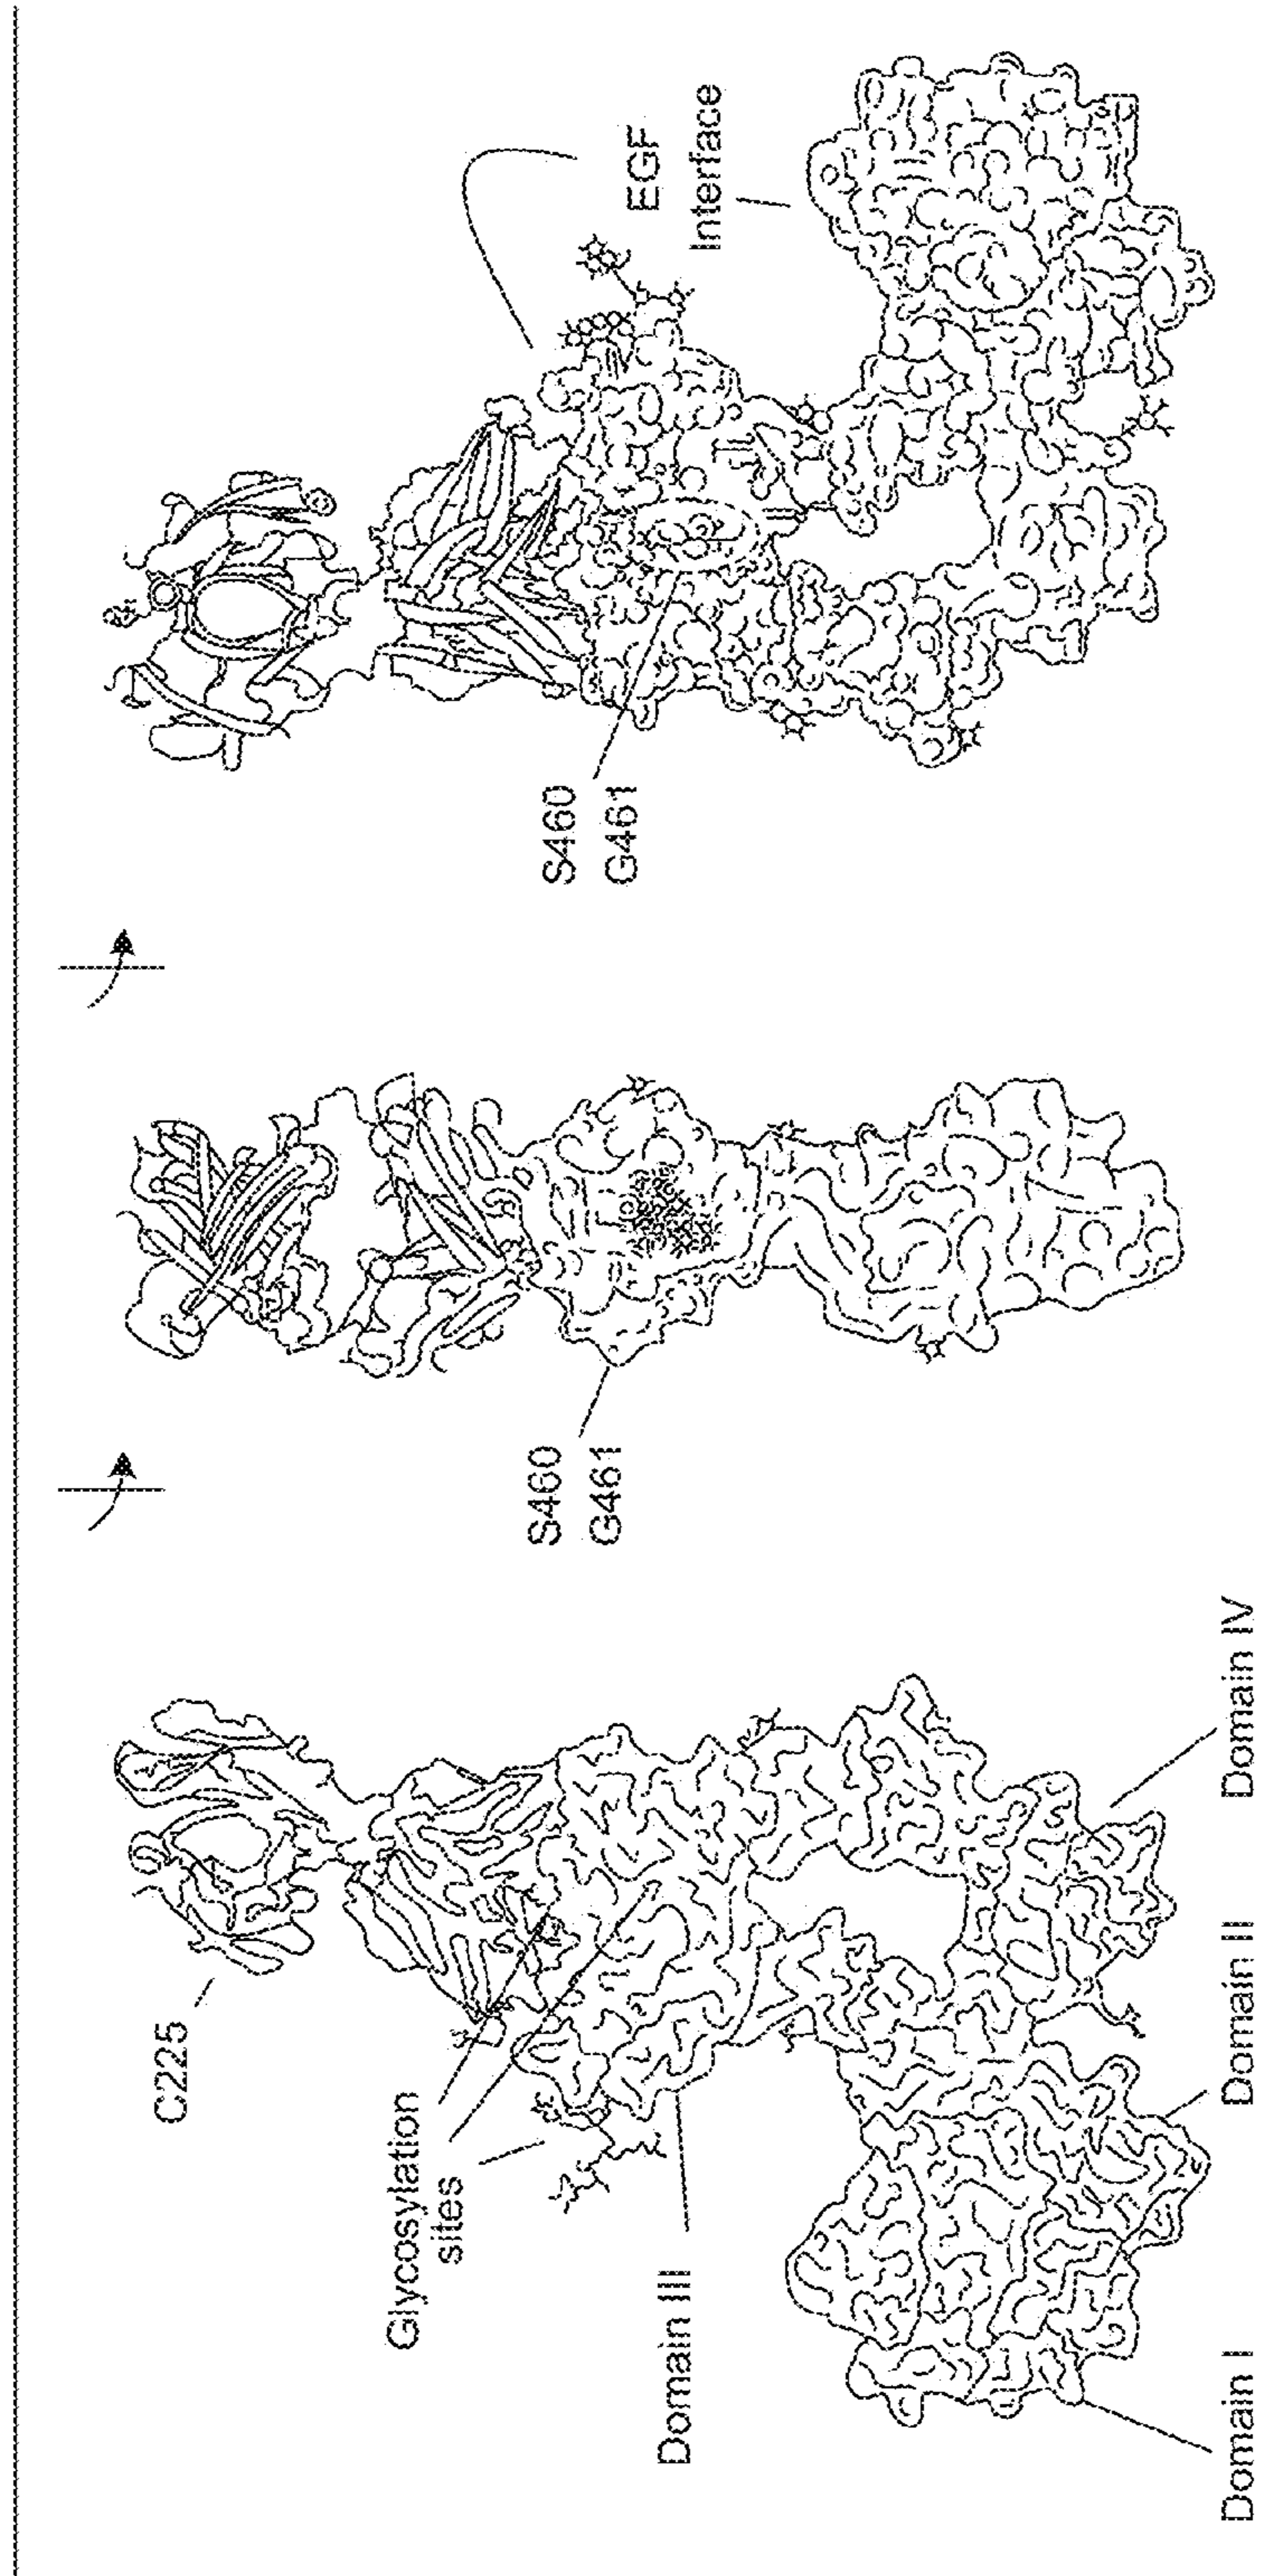 C225
Glycosylation
sites
Domain III
Domain I
Domain II
Domain IV
S460
G461
S460
G461
EGF
Interface